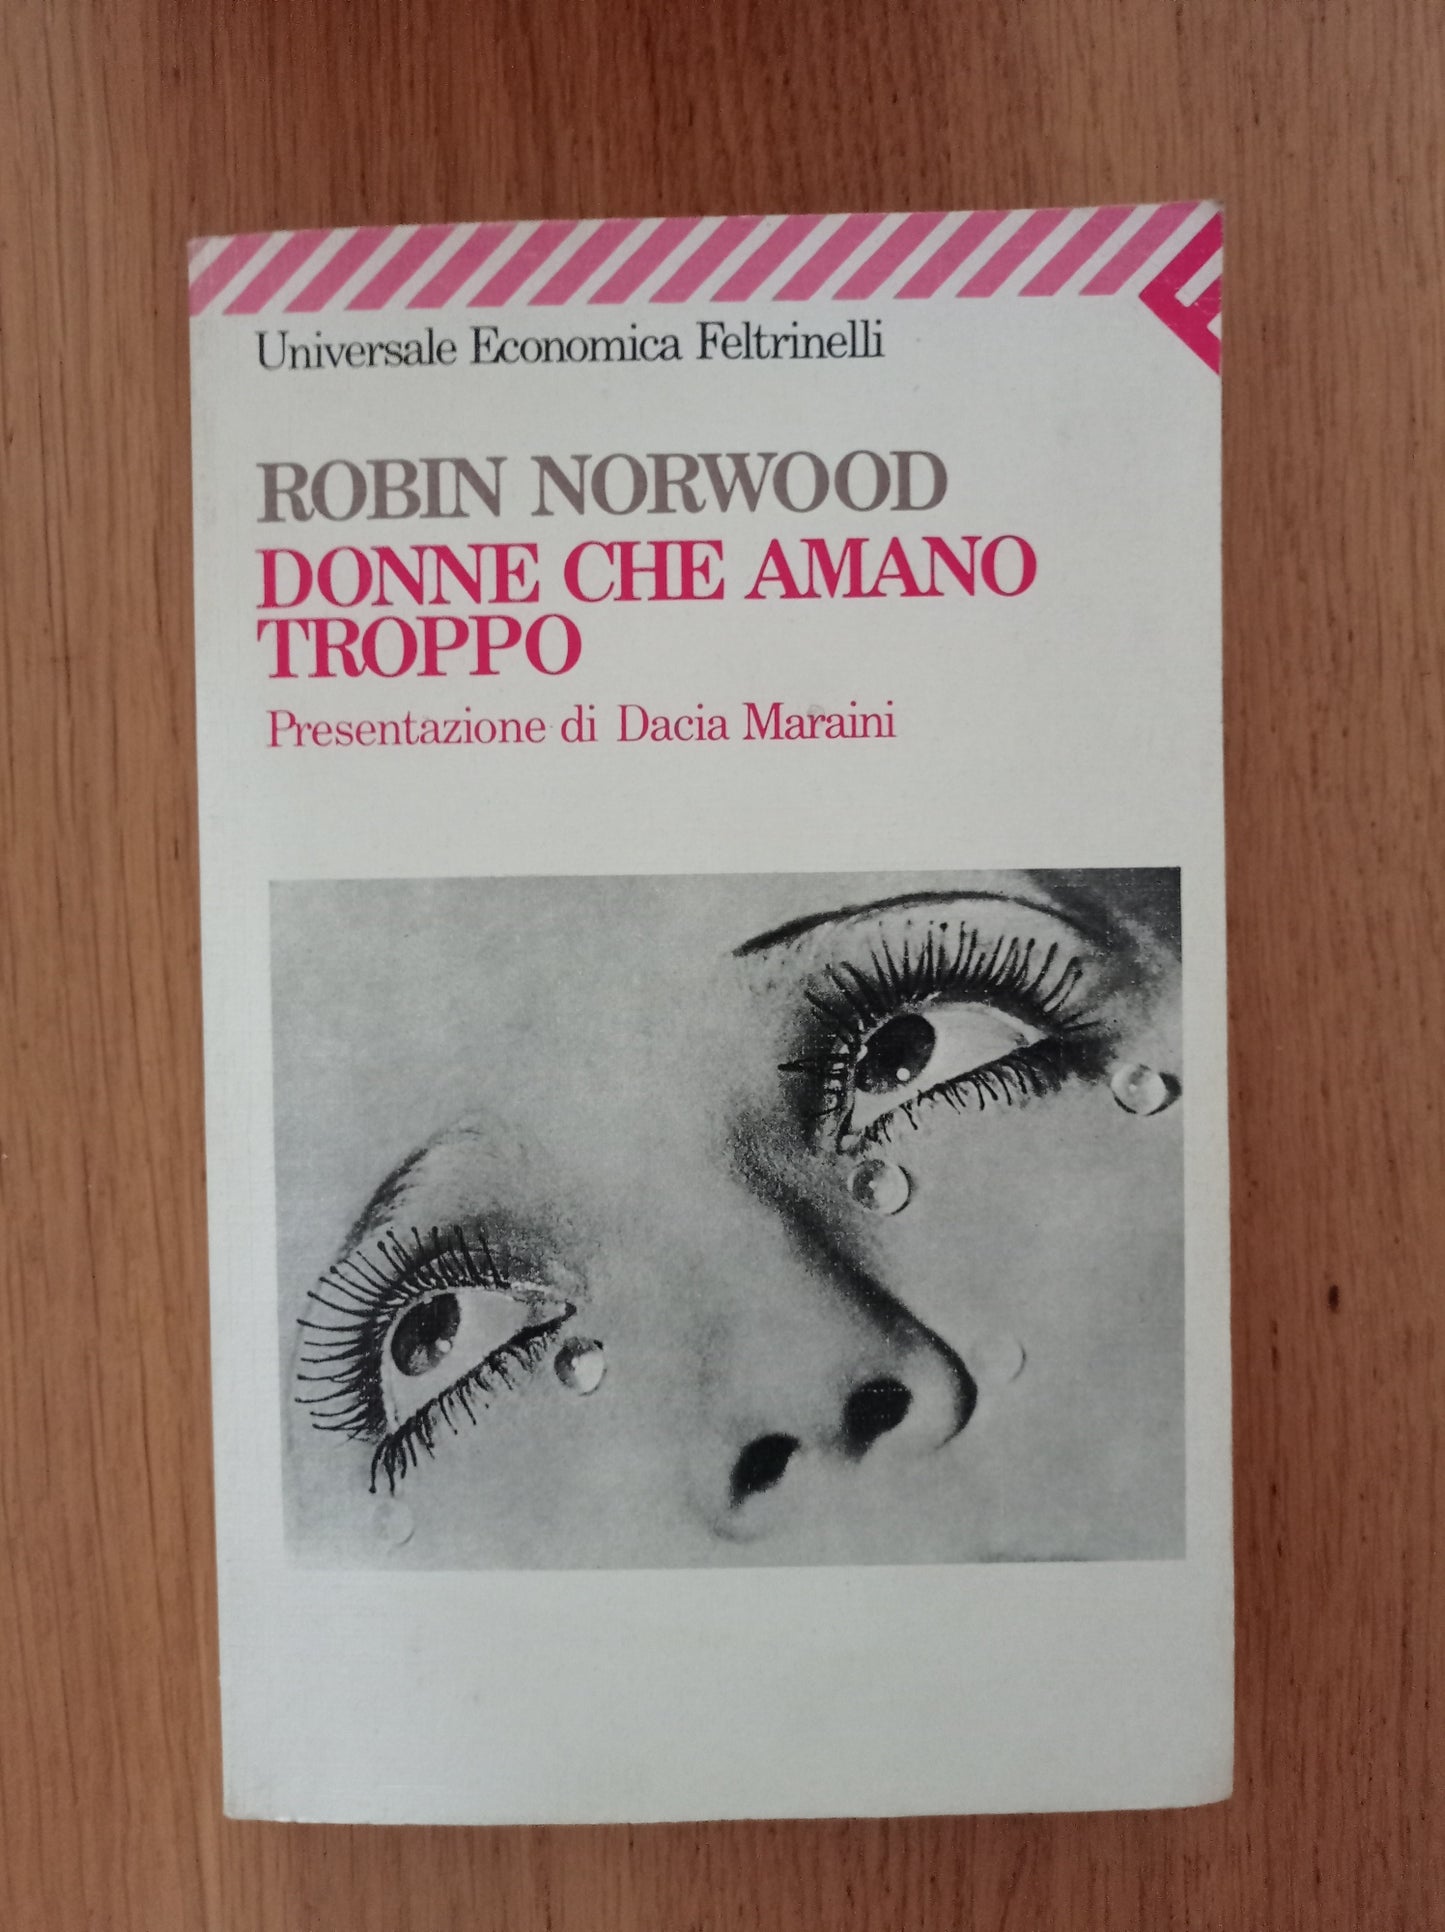 Universale Economica Feltrinelli
ROBIN NORWOOD
DONNE CHE AMANO
TROPPO
Presentazione di Dacia Maraini